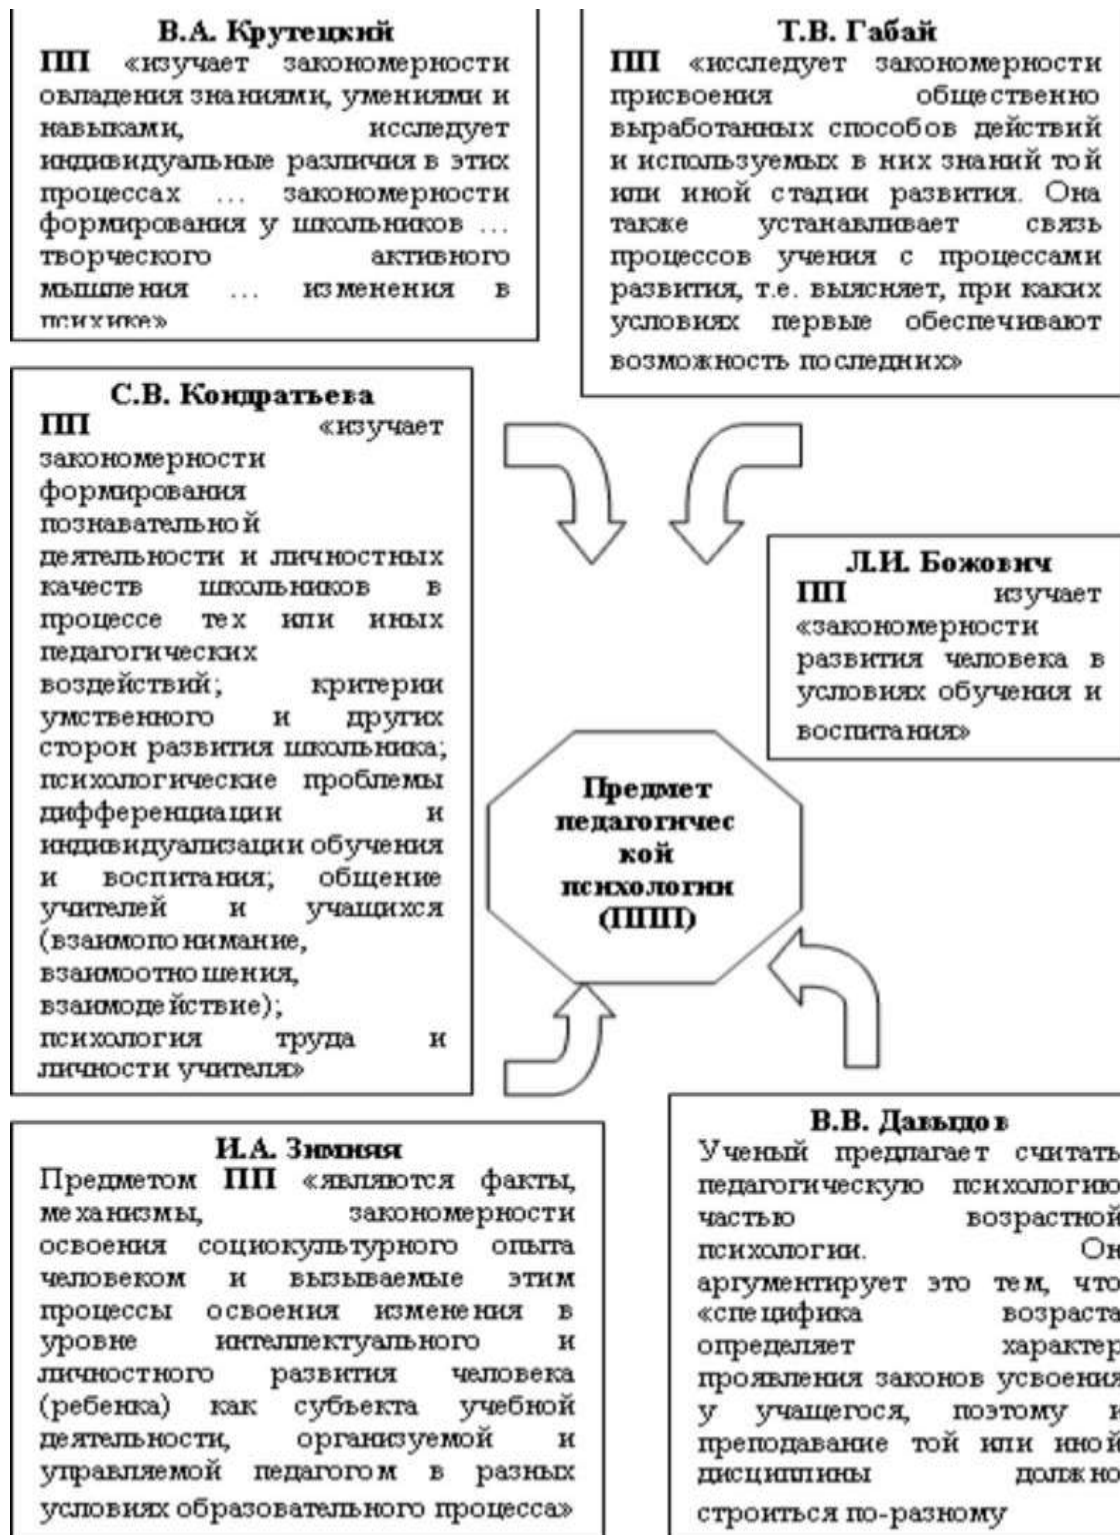 В.А. Крутецкий
ПП «изучает закономерности
овладения знаниями, умениями и
навыками, исследует
индивидуальные различия в этих
процессах ... закономерности
формирования у школьников ...
творческого активного
мышления ... изменения в
психике»
Т.В. Габай
ПП «исследует закономерности
присвоения общественно
выработанных способов действий
и используемых в них знаний той
или иной стадии развития. Она
также устанавливает связь
процессов учения с процессами
развития, т.е. выясняет, при каких
условиях первые обеспечивают
возможность последних»
С.В. Кондратьева
ПП «изучает
закономерности
формирования
познавательной
деятельности и личностных
качеств школьников в
процессе тех или иных
педагогических
воздействий; критерии
умственного и других
сторон развития школьника;
психологические проблемы
дифференциации и
индивидуализации обучения
и воспитания; общение
учителей и учащихся
(взаимопонимание,
взаимоотношения,
взаимодействие);
психология труда и
личности учителя»
Л.И. Божович
ПП изучает
«закономерности
развития человека в
условиях обучения и
воспитания»
Предмет
педагогичес
кой
психологии
(ППП)
И.А. Зимняя
Предметом ПП «являются факты,
механизмы, закономерности
освоения социокультурного опыта
человеком и вызываемые этим
процессы освоения изменения в
уровне интеллектуального и
личностного развития человека
(ребенка) как субъекта учебной
деятельности, организуемой и
управляемой педагогом в разных
условиях образовательного процесса»
В.В. Давыдов
Ученый предлагает считать
педагогическую психологию
частью возрастной
психологии. Он
аргументирует это тем, что
«специфика возраста
определяет характер
проявления законов усвоения
у учащегося, поэтому и
преподавание той или иной
дисциплины должно
строиться по-разному